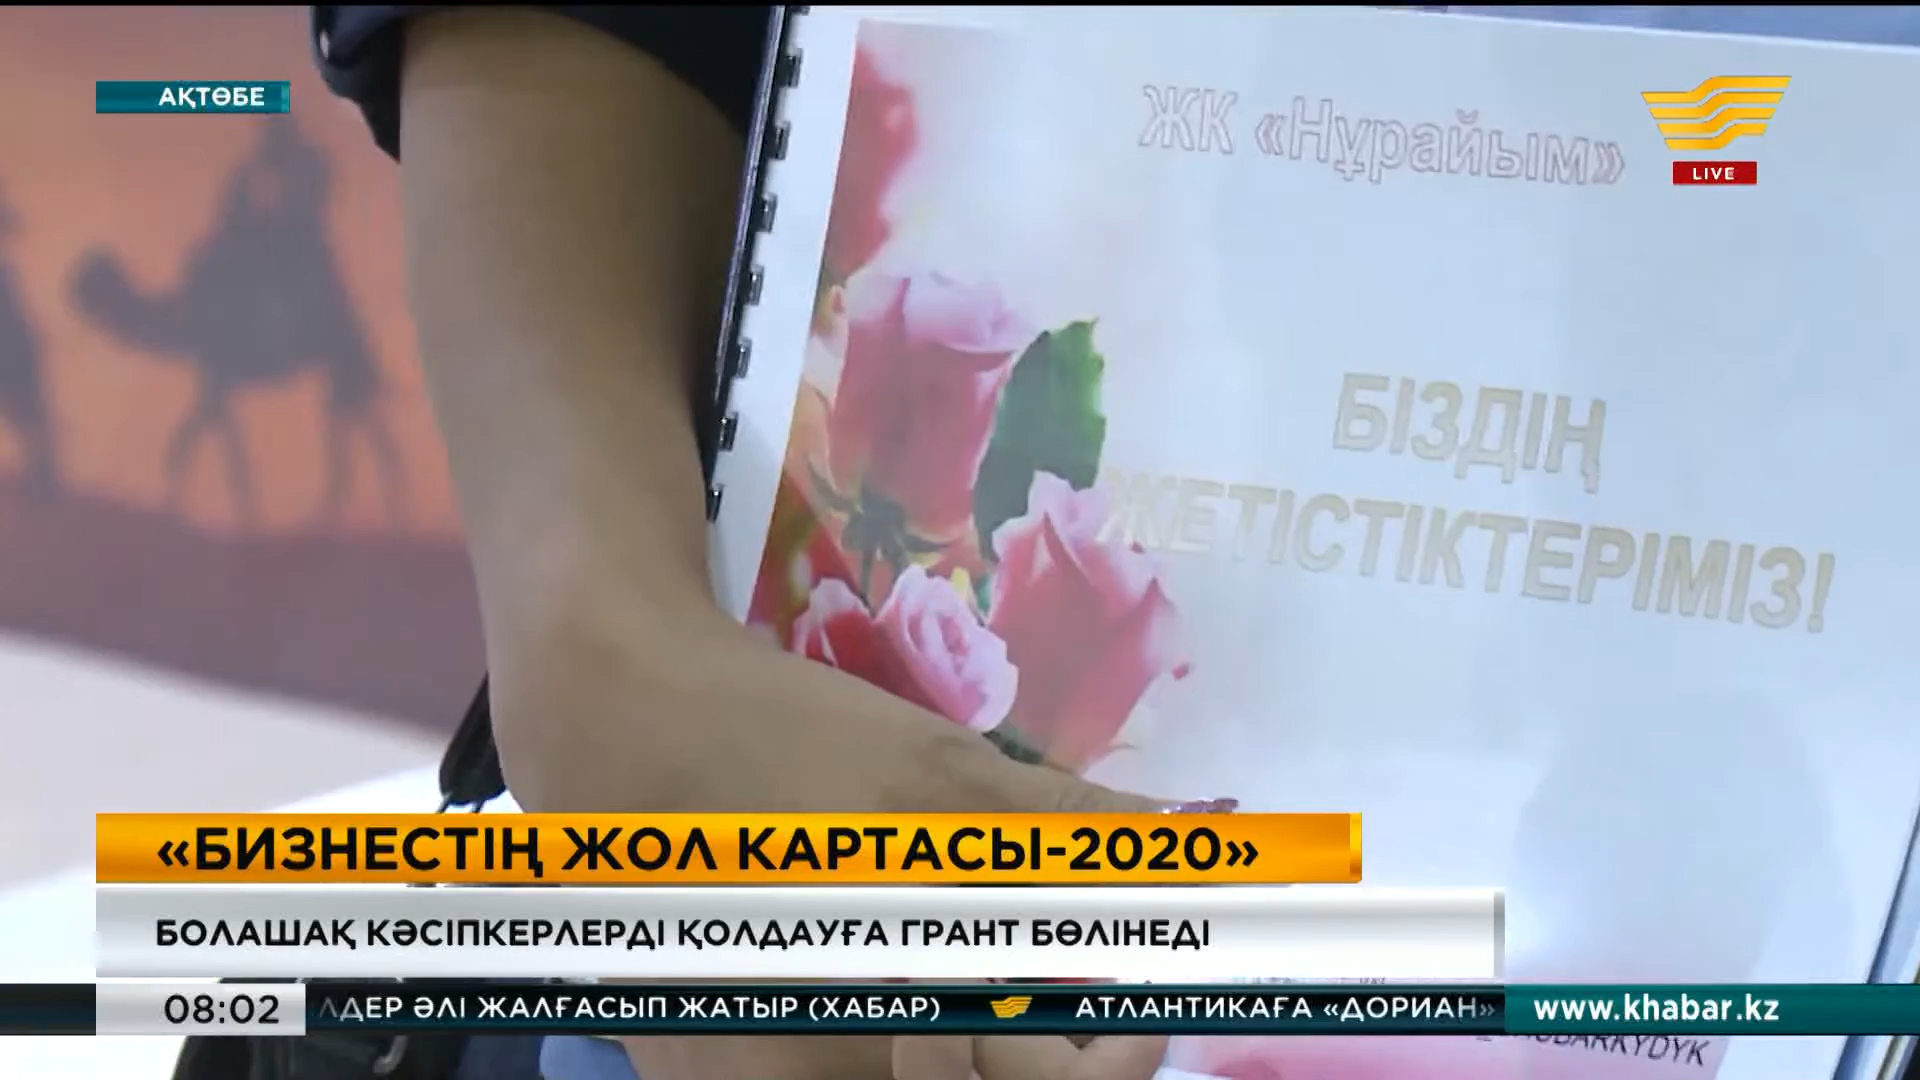 АҚТӨБЕ
LIVE
ЖК «Нұрайым»
БІЗДІҢ
ЖЕТІСТІКТЕРІМІЗ!
«БИЗНЕСТІҢ ЖОЛ КАРТАСЫ-2020»
БОЛАШАҚ КӘСІПКЕРЛЕРДІ ҚОЛДАУҒА ГРАНТ БӨЛІНЕДІ
08:02
ЛДЕР ӘЛІ ЖАЛҒАСЫП ЖАТЫР (ХАБАР) АТЛАНТИКАҒА «ДОРИАН»
www.khabar.kz